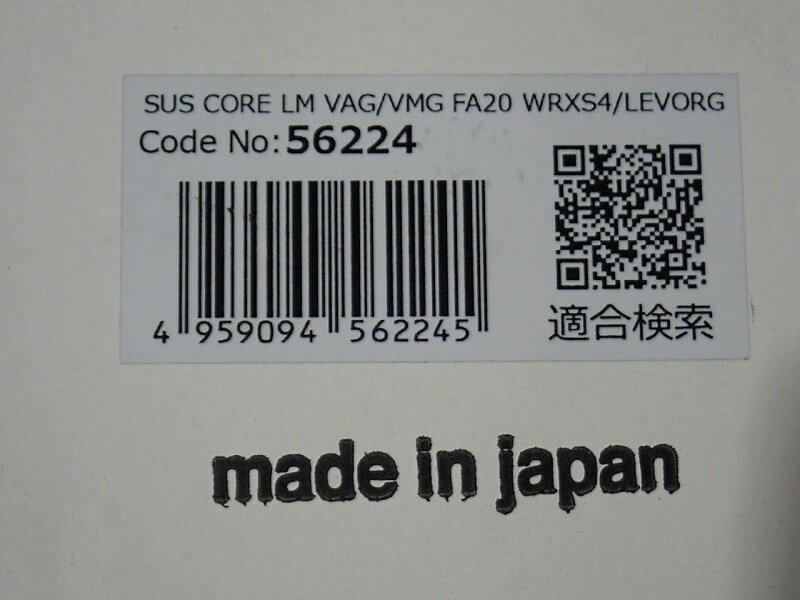 SUS CORE LM VAG/VMG FA20 WRXS4/LEVORG
Code No:56224
4 959094 562245
適合検索
made in japan